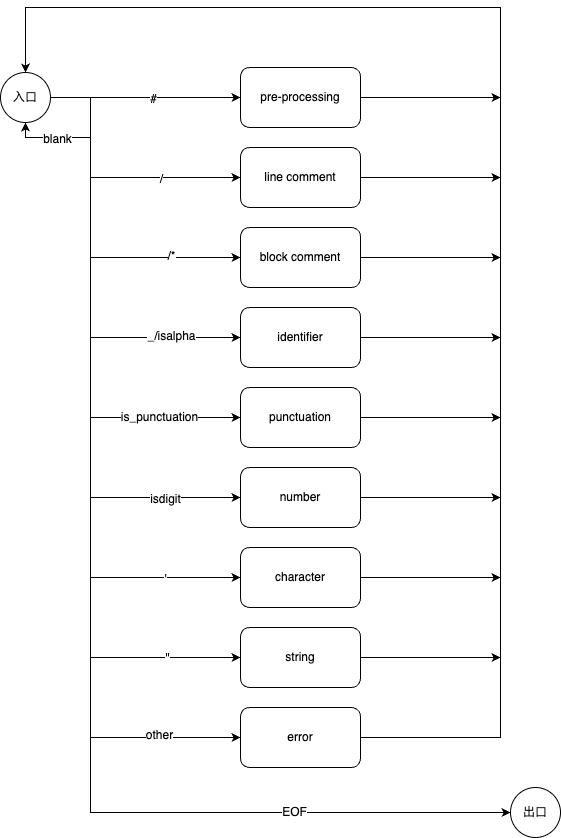 入口
#
pre-processing
blank
/
line comment
/*
block comment
_/isalpha
identifier
is_punctuation
punctuation
isdigit
number
'
character
"
string
other
error
EOF
出口